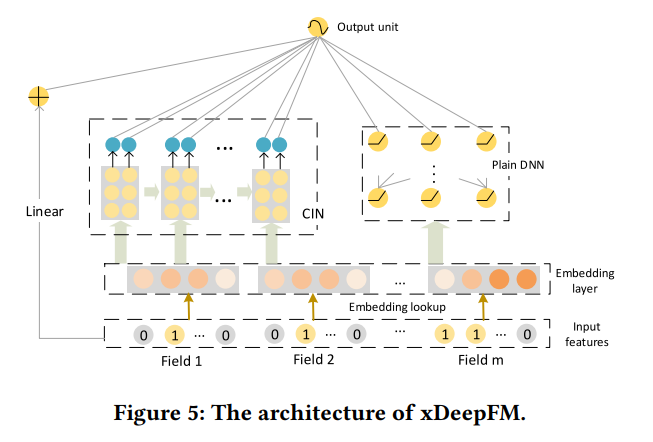 Output unit
...
Plain DNN
Linear
...
CIN
...
Embedding
layer
Embedding lookup
0 1 ... 0 0 1 ... 0 ... 1 1 ... 0
Input
features
Field 1 Field 2 Field m
Figure 5: The architecture of xDeepFM.